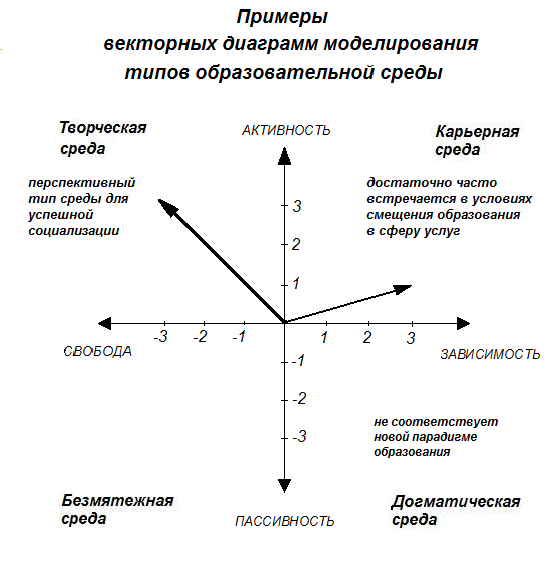 Примеры
векторных диаграмм моделирования
типов образовательной среды
Творческая
среда
АКТИВНОСТЬ
Карьерная
среда
перспективный
тип среды для
успешной
социализации
достаточно часто
встречается в условиях
смещения образования
в сферу услуг
3
2
1
-3 -2 -1 1 2 3
СВОБОДА
ЗАВИСИМОСТЬ
-1
-2
-3
не соответствует
новой парадигме
образования
Безмятежная
среда
ПАССИВНОСТЬ
Догматическая
среда